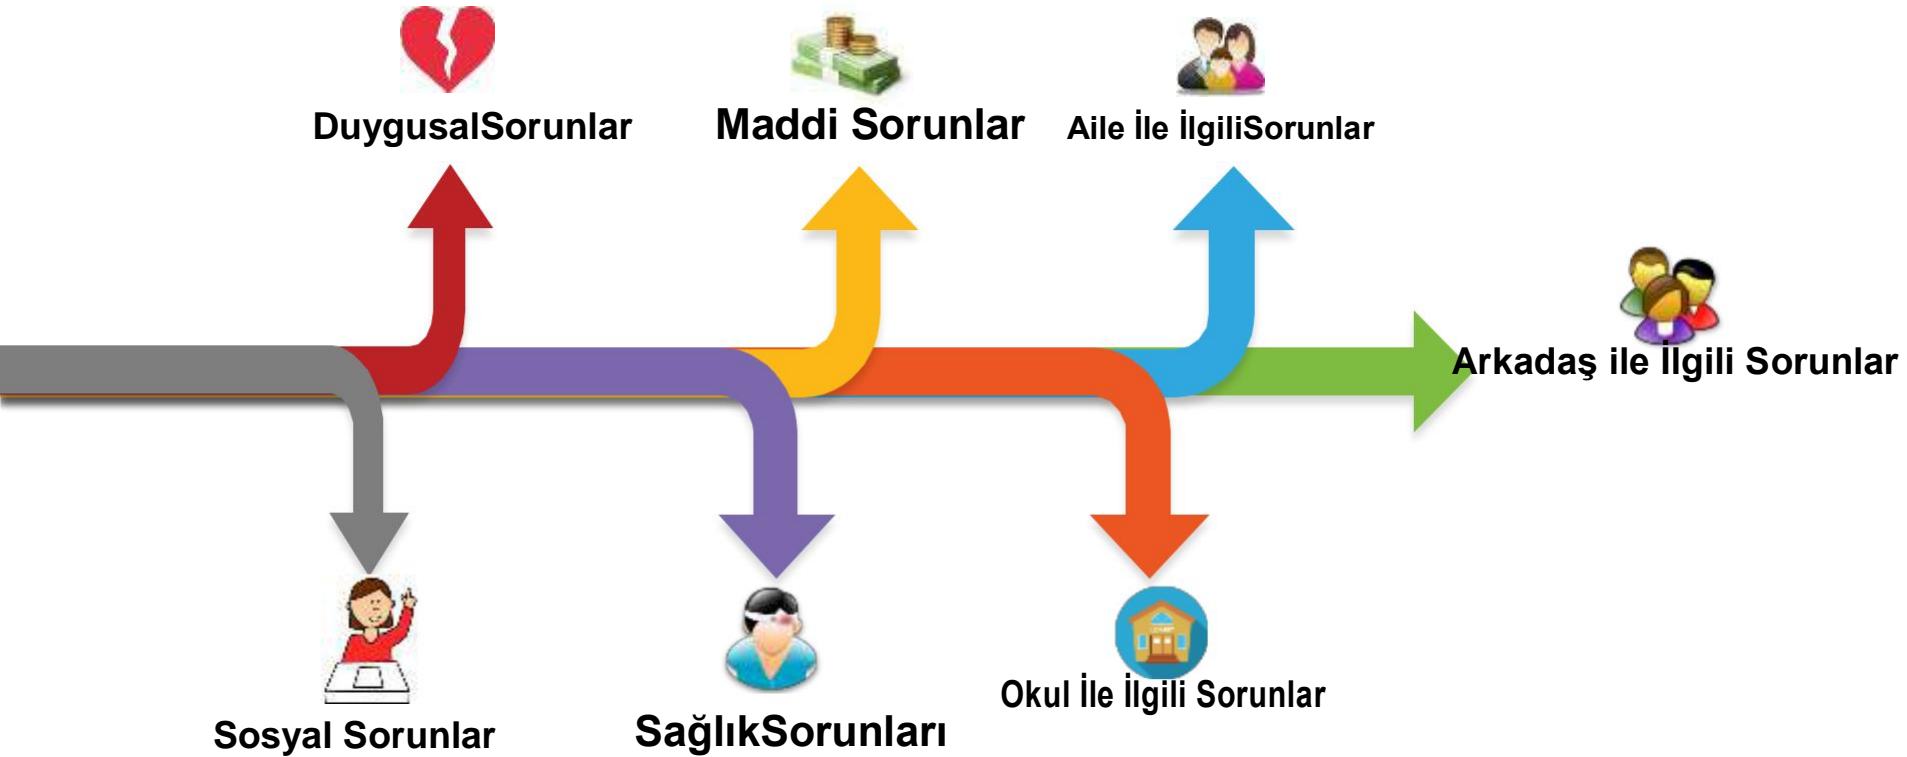 DuygusalSorunlar
Maddi Sorunlar
Aile İle İlgiliSorunlar
Arkadaş ile İlgili Sorunlar
Sosyal Sorunlar
SağlıkSorunları
Okul İle İlgili Sorunlar